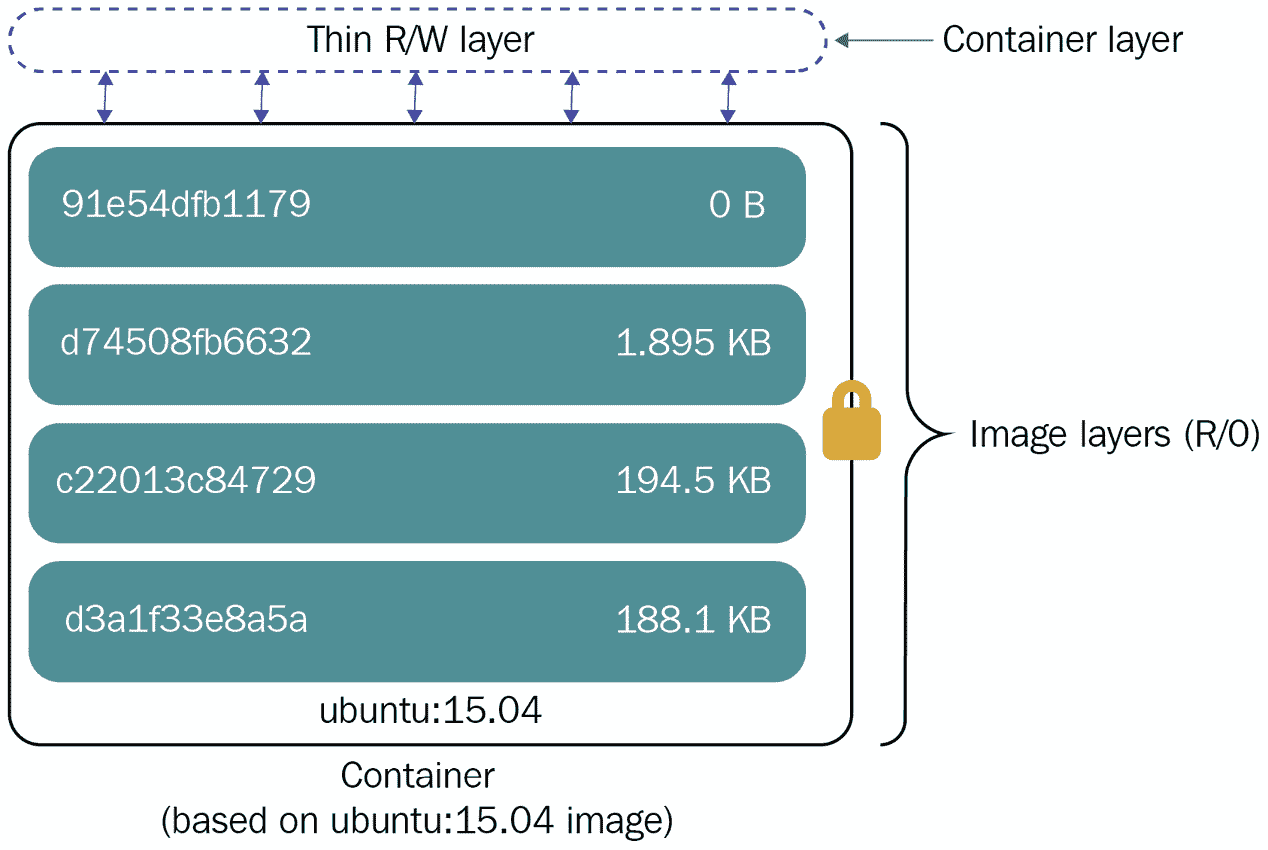 Thin R/W layer
Container layer
91e54dfb1179 0 B
d74508fb6632 1.895 KB
c22013c84729 194.5 KB
d3a1f33e8a5a 188.1 KB
Image layers (R/0)
ubuntu:15.04
Container
(based on ubuntu:15.04 image)